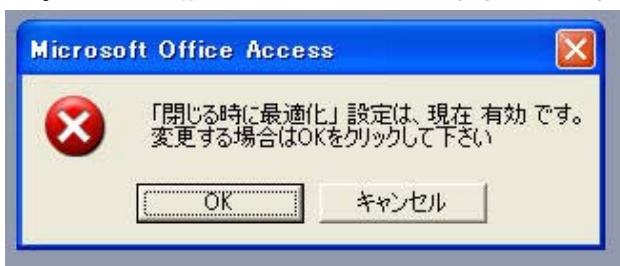 Microsoft Office Access
「閉じる時に最適化」設定は、現在 有効 です。
変更する場合はOKをクリックして下さい
OK
キャンセル